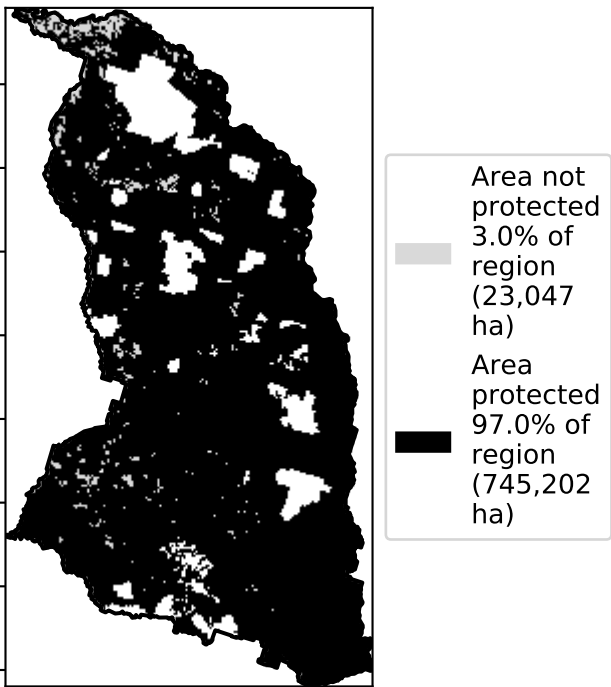 Area not
protected
3.0% of
region
(23,047
ha)
Area
protected
97.0% of
region
(745,202
ha)